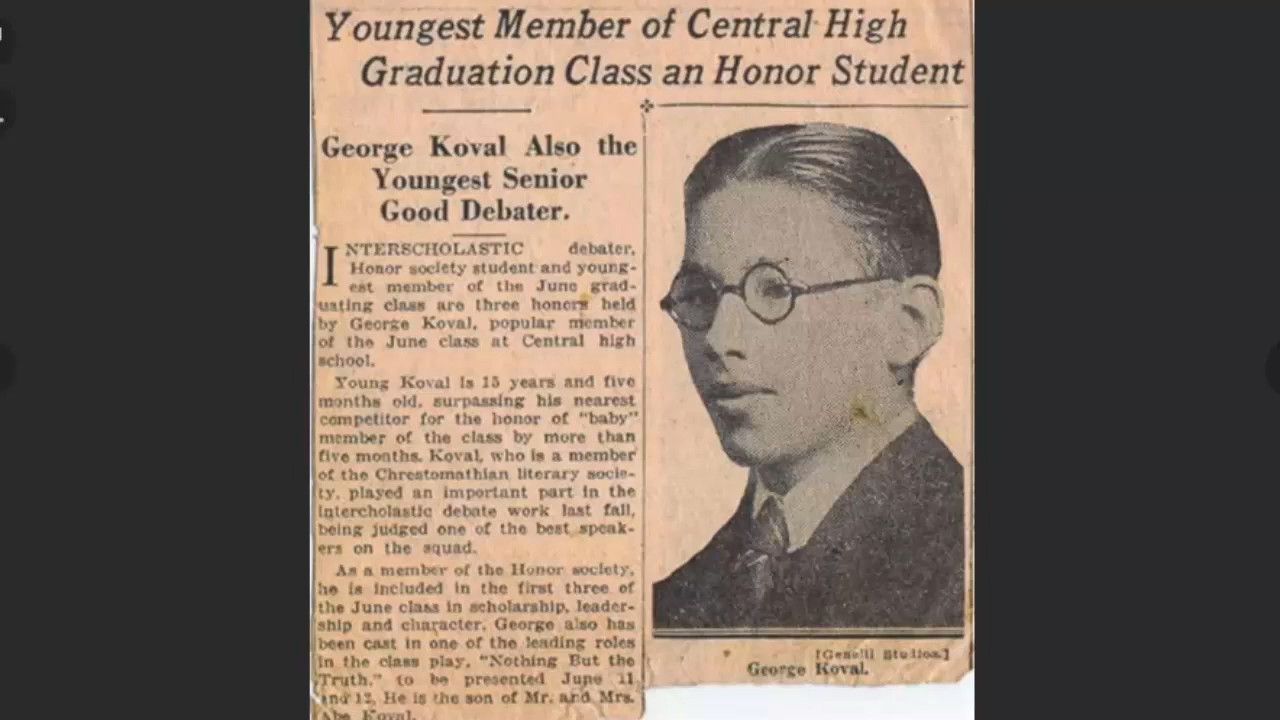 Youngest Member of Central High
Graduation Class an Honor Student
George Koval Also the
Youngest Senior
Good Debater.
INTERSCHOLASTIC debater,
Honor society student and young-
est member of the June grad-
uating class are three honors held
by George Koval, popular member
of the June class at Central high
school.
Young Koval is 15 years and five
months old, surpassing his nearest
competitor for the honor of "baby"
member of the class by more than
five months. Koval, who is a member
of the Chrestomathian literary socie-
ty, played an important part in the
intercholastic debate work last fall,
being judged one of the best speak-
ers on the squad.
As a member of the Honor society,
he is included in the first three of
the June class in scholarship, leader-
ship and character. George also has
been cast in one of the leading roles
in the class play, "Nothing But the
Truth," to be presented June 11
and 12. He is the son of Mr. and Mrs.
Abe Koval.
[Genelli Studios.]
George Koval.